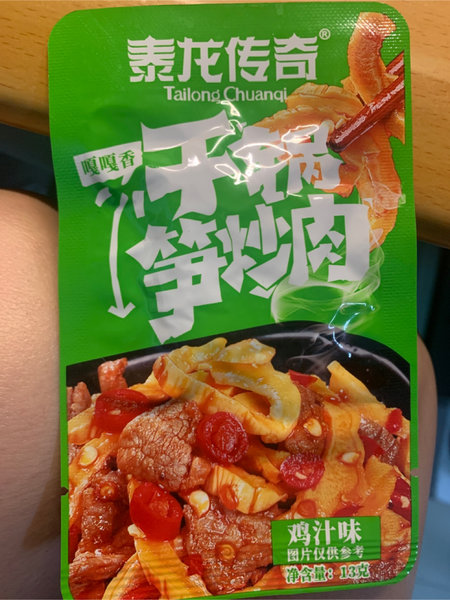 泰龙传奇®
Tailong Chuanqi
嘎嘎香
干锅
笋炒肉
鸡汁味
图片仅供参考
净含量：13克